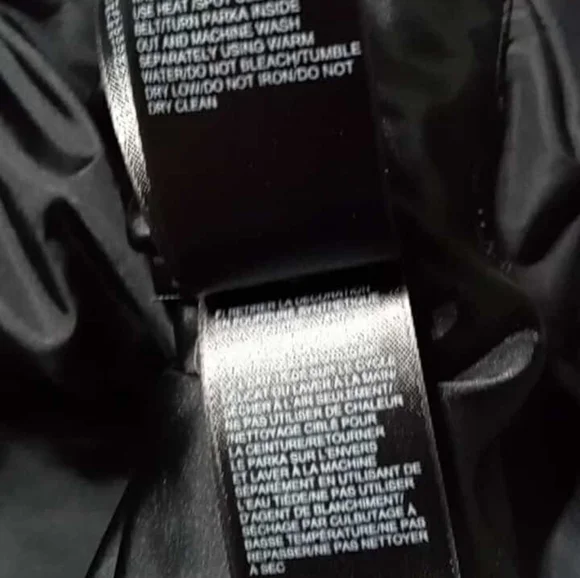 USE HEAT/SPOT
BELT/TURN PARKA INSIDE
OUT AND MACHINE WASH
SEPARATELY USING WARM
WATER/DO NOT BLEACH/TUMBLE
DRY LOW/DO NOT IRON/DO NOT
DRY CLEAN
RETIRER LA DÉCORATION
DÉLICAT OU LAVER À LA MAIN
SÉCHER À L'AIR SEULEMENT/
NE PAS UTILISER DE CHALEUR
NETTOYAGE CIBLÉ POUR
LA CEINTURE/RETOURNER
LE PARKA SUR L'ENVERS
ET LAVER À LA MACHINE
SÉPARÉMENT EN UTILISANT DE
L'EAU TIÈDE/NE PAS UTILISER
D'AGENT DE BLANCHIMENT/
SÉCHAGE PAR CULBUTAGE À
BASSE TEMPÉRATURE/NE PAS
REPASSER/NE PAS NETTOYER
À SEC